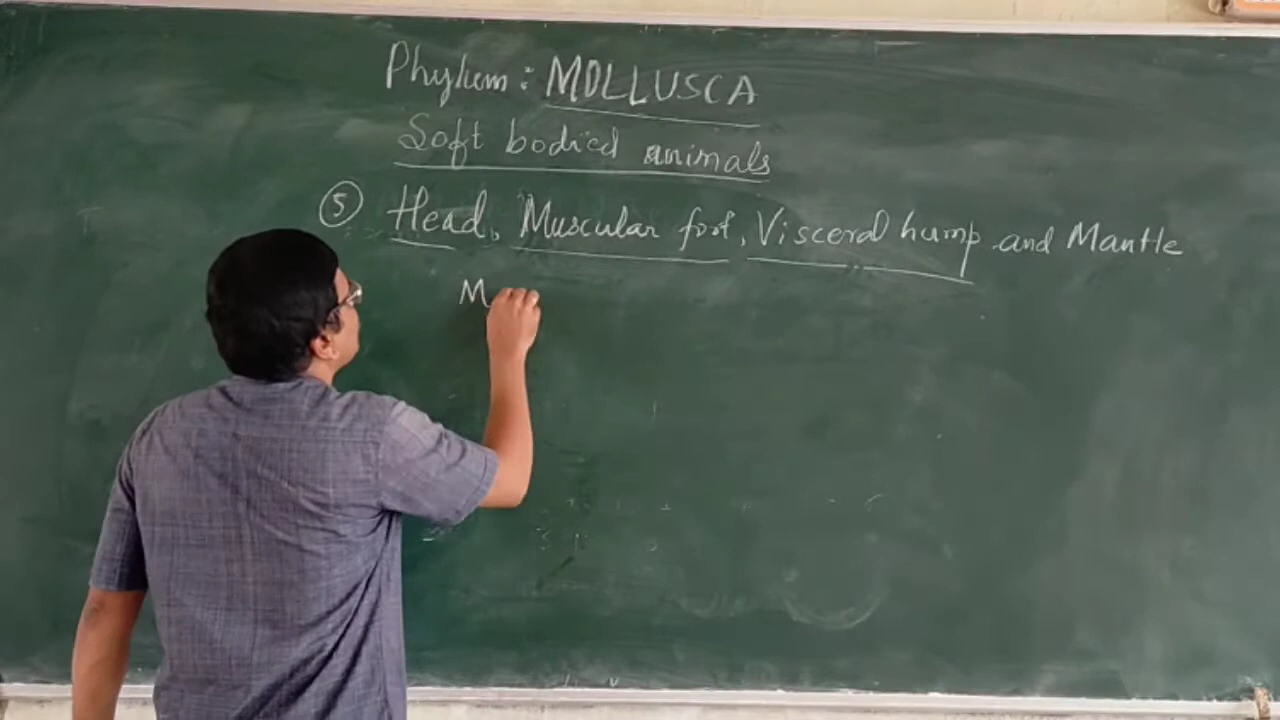 Phylum : MOLLUSCA
Soft bodied animals
⑤ Head, Muscular foot, Visceral hump and Mantle
M